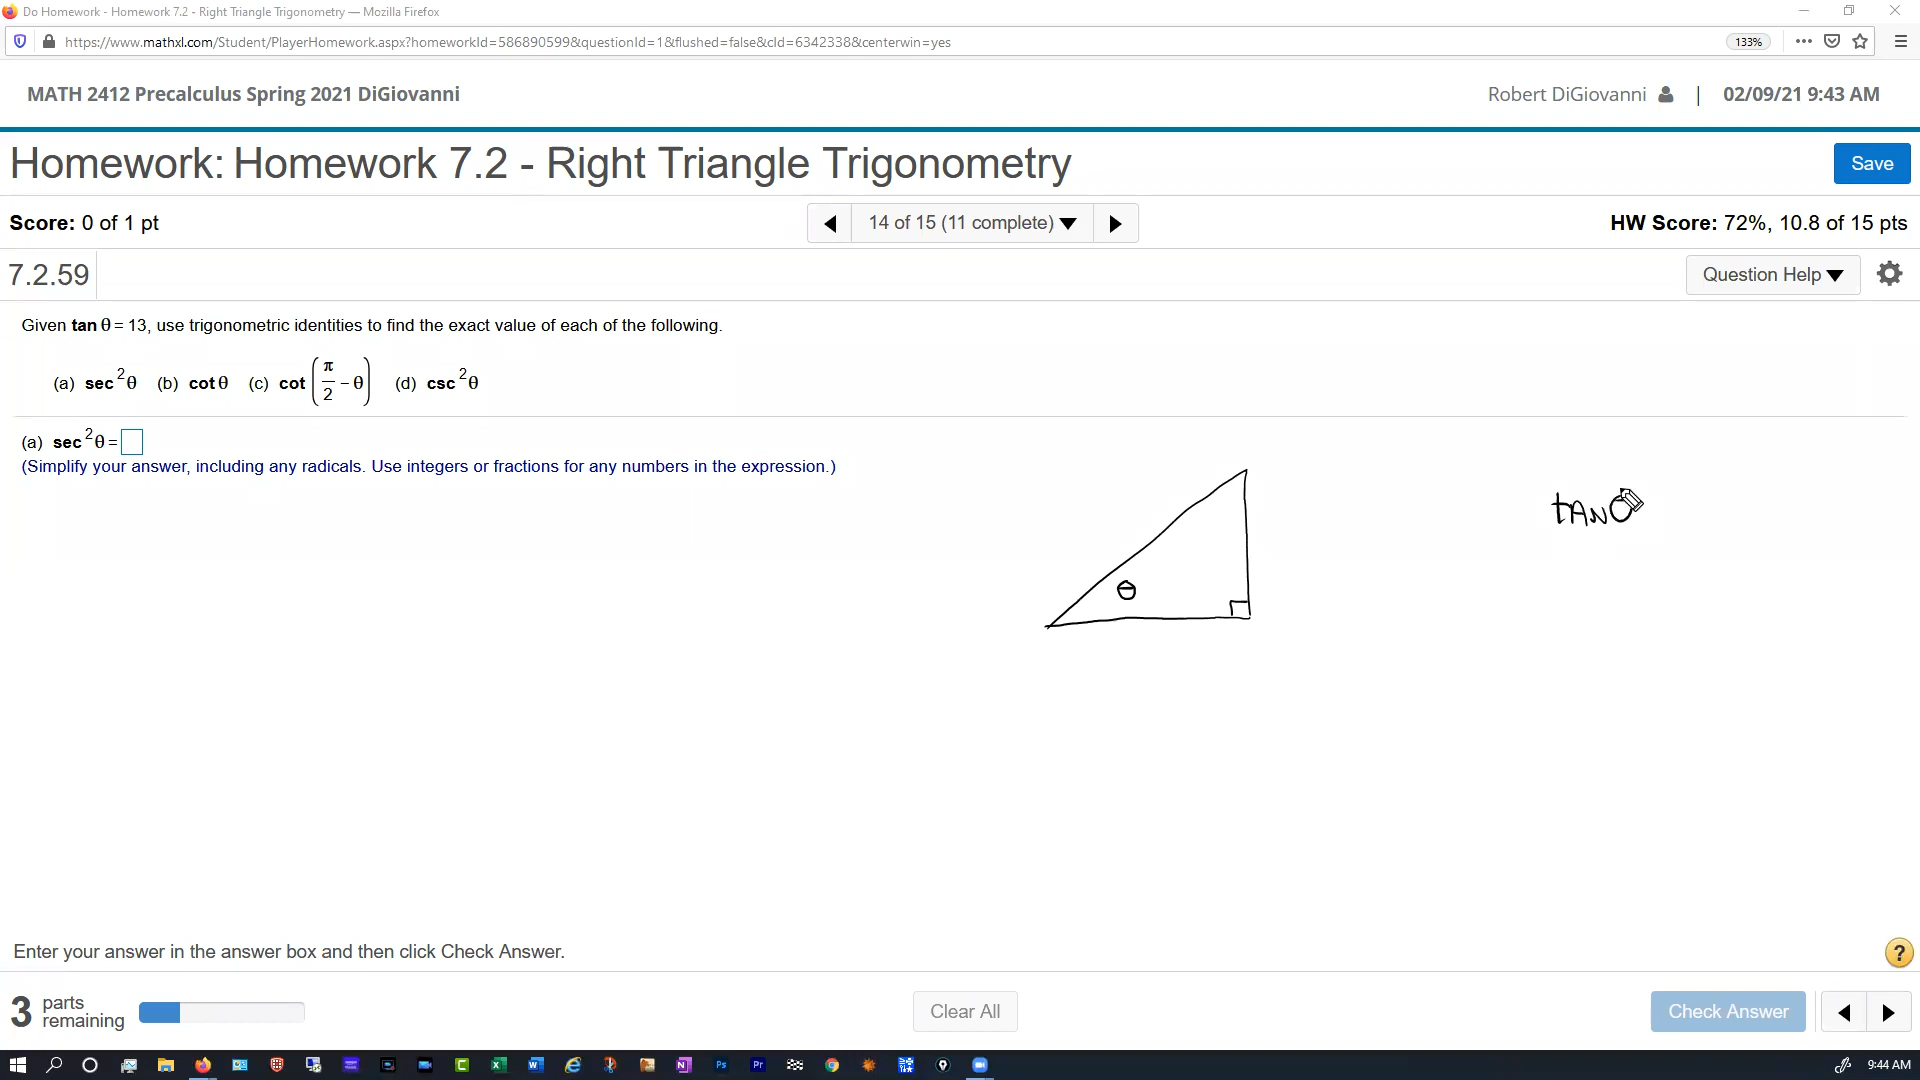 Do Homework - Homework 7.2 - Right Triangle Trigonometry — Mozilla Firefox
https://www.mathxl.com/Student/PlayerHomework.aspx?homeworkId=586890599&questionId=1&flushed=false&cId=6342338&centerwin=yes
133%
MATH 2412 Precalculus Spring 2021 DiGiovanni
Robert DiGiovanni | 02/09/21 9:43 AM
Homework: Homework 7.2 - Right Triangle Trigonometry
Save
Score: 0 of 1 pt
14 of 15 (11 complete)
HW Score: 72%, 10.8 of 15 pts
7.2.59
Question Help
Given tan θ = 13, use trigonometric identities to find the exact value of each of the following.
(a) sec²θ (b) cot θ (c) cot (π/2 − θ) (d) csc²θ
(a) sec²θ =
(Simplify your answer, including any radicals. Use integers or fractions for any numbers in the expression.)
tANθ
θ
Enter your answer in the answer box and then click Check Answer.
?
3 parts remaining
Clear All
Check Answer
9:44 AM